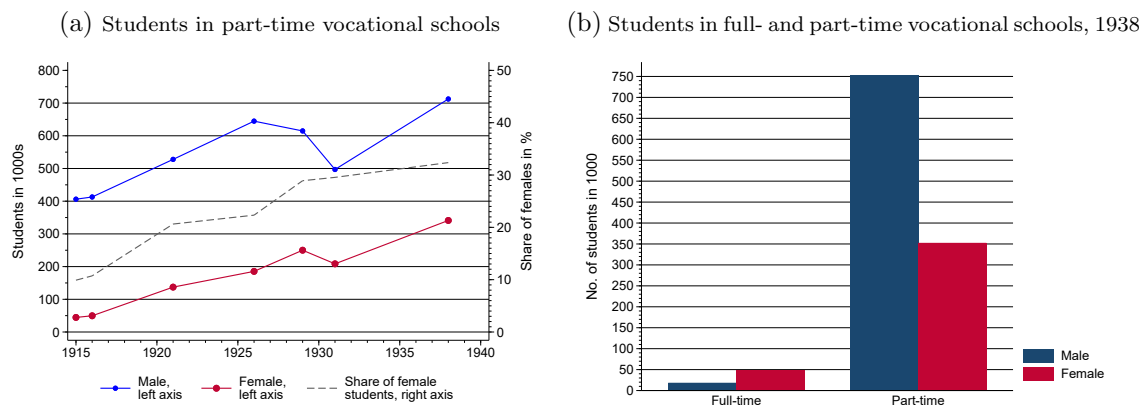 (a) Students in part-time vocational schools
800
700
600
500
400
300
200
100
0
Students in 1000s
50
40
30
20
10
0
Share of females in %
1915 1920 1925 1930 1935 1940
Male, left axis
Female, left axis
Share of female students, right axis
(b) Students in full- and part-time vocational schools, 1938
750
700
650
600
550
500
450
400
350
300
250
200
150
100
50
0
No. of students in 1000
Full-time Part-time
Male
Female